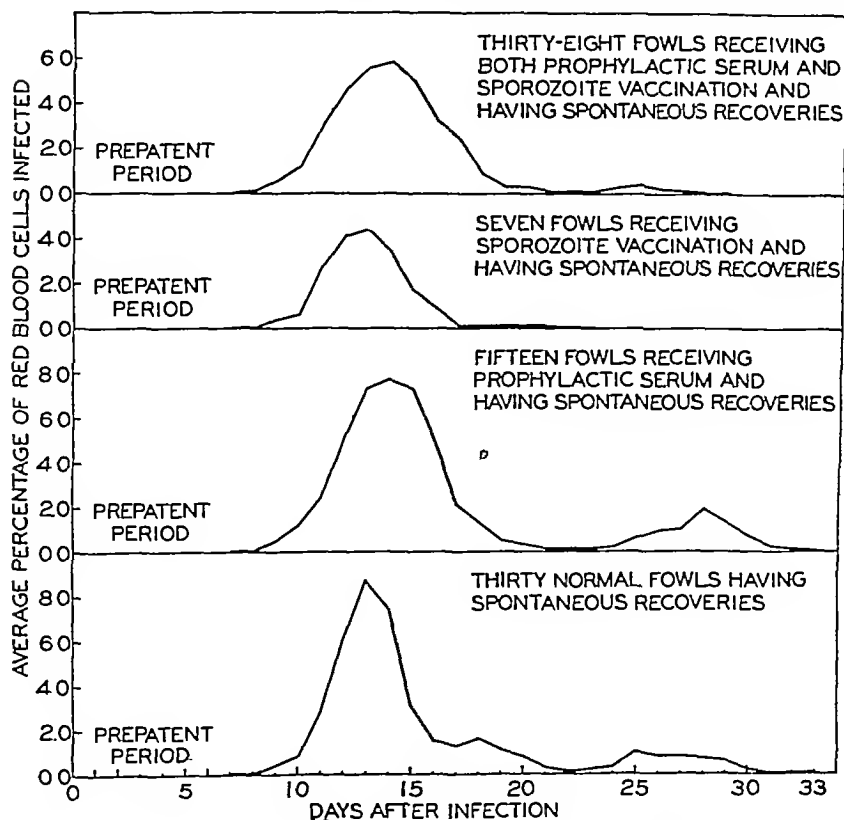 AVERAGE PERCENTAGE OF RED BLOOD CELLS INFECTED
6.0
4.0
2.0
0.0
PREPATENT
PERIOD
THIRTY-EIGHT FOWLS RECEIVING
BOTH PROPHYLACTIC SERUM AND
SPOROZOITE VACCINATION AND
HAVING SPONTANEOUS RECOVERIES
4.0
2.0
0.0
PREPATENT
PERIOD
SEVEN FOWLS RECEIVING
SPOROZOITE VACCINATION AND
HAVING SPONTANEOUS RECOVERIES
8.0
6.0
4.0
2.0
0.0
PREPATENT
PERIOD
FIFTEEN FOWLS RECEIVING
PROPHYLACTIC SERUM AND
HAVING SPONTANEOUS RECOVERIES
8.0
6.0
4.0
2.0
0.0
PREPATENT
PERIOD
THIRTY NORMAL FOWLS HAVING
SPONTANEOUS RECOVERIES
0 5 10 15 20 25 30 33
DAYS AFTER INFECTION